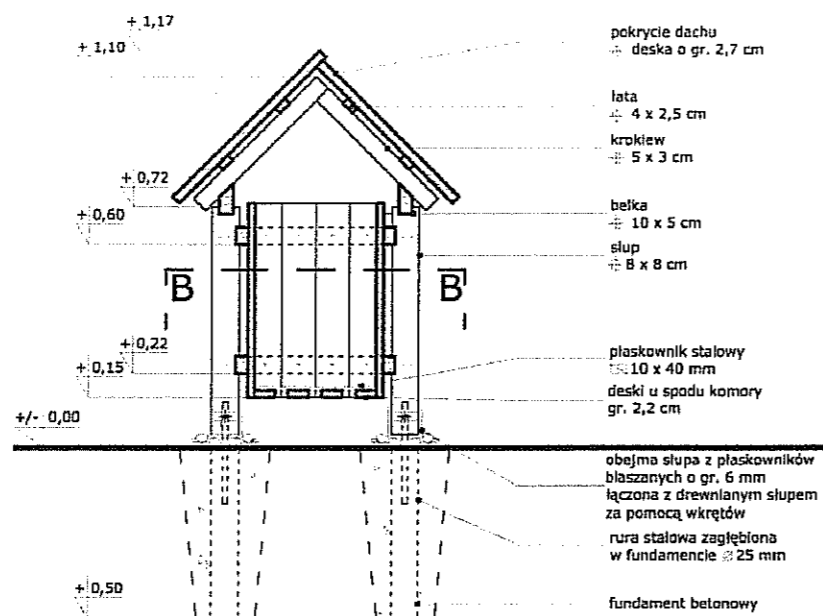 + 1,17
+ 1,10
+ 0,72
+ 0,60
+ 0,22
+ 0,15
+/- 0,00
+ 0,50
B
B
pokrycie dachu
deska o gr. 2,7 cm
łata
4 x 2,5 cm
krokiew
5 x 3 cm
belka
10 x 5 cm
słup
8 x 8 cm
płaskownik stalowy
10 x 40 mm
deski u spodu komory
gr. 2,2 cm
obejma słupa z płaskowników
blaszanych o gr. 6 mm
łączona z drewnianym słupem
za pomocą wkrętów
rura stalowa zagłębiona
w fundamencie ⌀ 25 mm
fundament betonowy